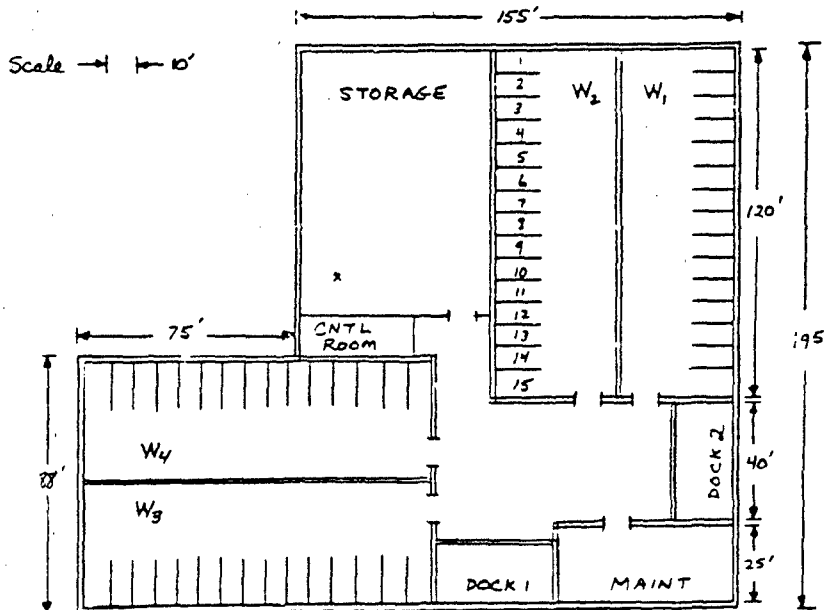 155'
Scale 10'
STORAGE
W2
W1
1
2
3
4
5
6
7
8
9
10
11
12
13
14
15
120'
195
x
CNTL
ROOM
75'
W4
W3
88'
DOCK 2
40'
DOCK 1
MAINT
25'